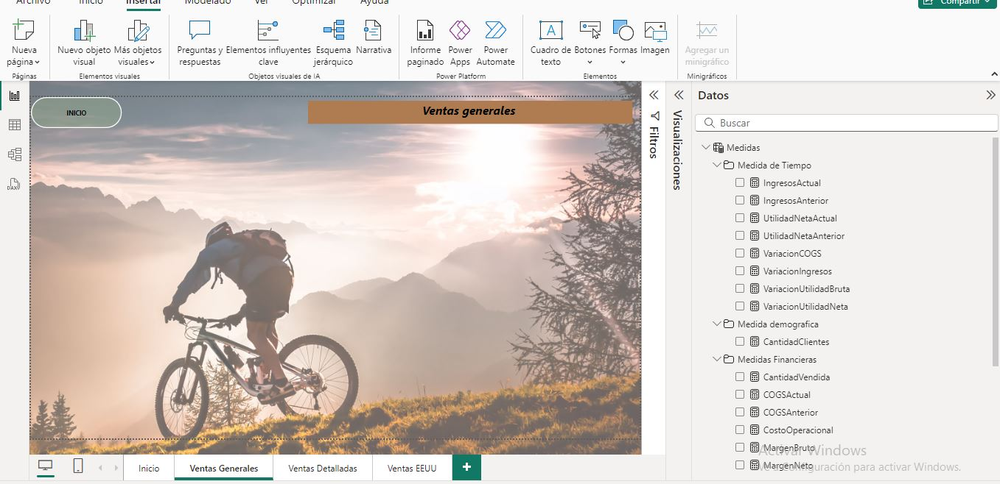 Archivo Inicio Insertar Modelado Ver Optimizar Ayuda
Compartir
Nueva página
Nuevo objeto visual
Más objetos visuales
Preguntas y respuestas
Elementos influyentes clave
Esquema jerárquico
Narrativa
Informe paginado
Power Apps
Power Automate
Cuadro de texto
Botones
Formas
Imagen
Agregar un minigráfico
Páginas
Elementos visuales
Objetos visuales de IA
Power Platform
Elementos
Minigráficos
DAX
INICIO
Ventas generales
Filtros
Visualizaciones
Datos
Buscar
Medidas
Medida de Tiempo
IngresosActual
IngresosAnterior
UtilidadNetaActual
UtilidadNetaAnterior
VariacionCOGS
VariacionIngresos
VariacionUtilidadBruta
VariacionUtilidadNeta
Medida demografica
CantidadClientes
Medidas Financieras
CantidadVendida
COGSActual
COGSAnterior
CostoOperacional
MargenBruto
MargenNeto
Activar Windows
Ve a Configuración para activar Windows.
Inicio
Ventas Generales
Ventas Detalladas
Ventas EEUU